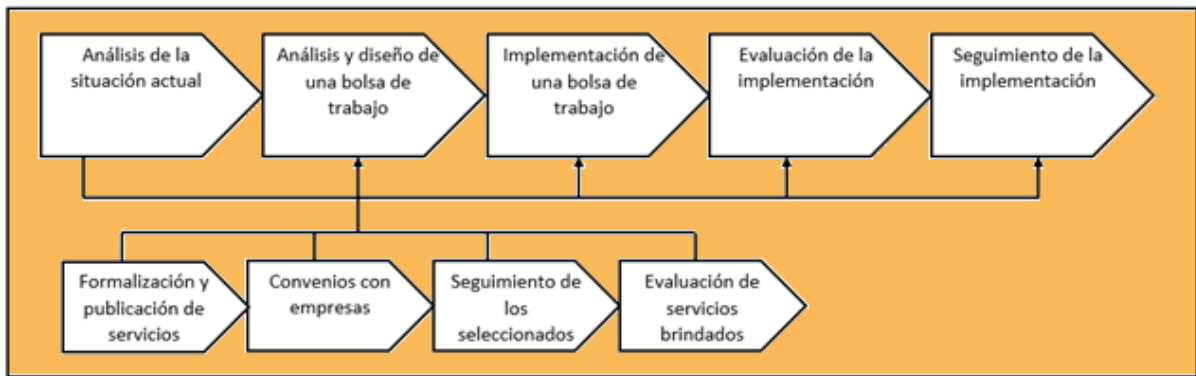 Análisis de la
situación actual
Análisis y diseño de
una bolsa de
trabajo
Implementación de
una bolsa de
trabajo
Evaluación de la
implementación
Seguimiento de la
implementación
Formalización y
publicación de
servicios
Convenios con
empresas
Seguimiento de
los
seleccionados
Evaluación de
servicios
brindados